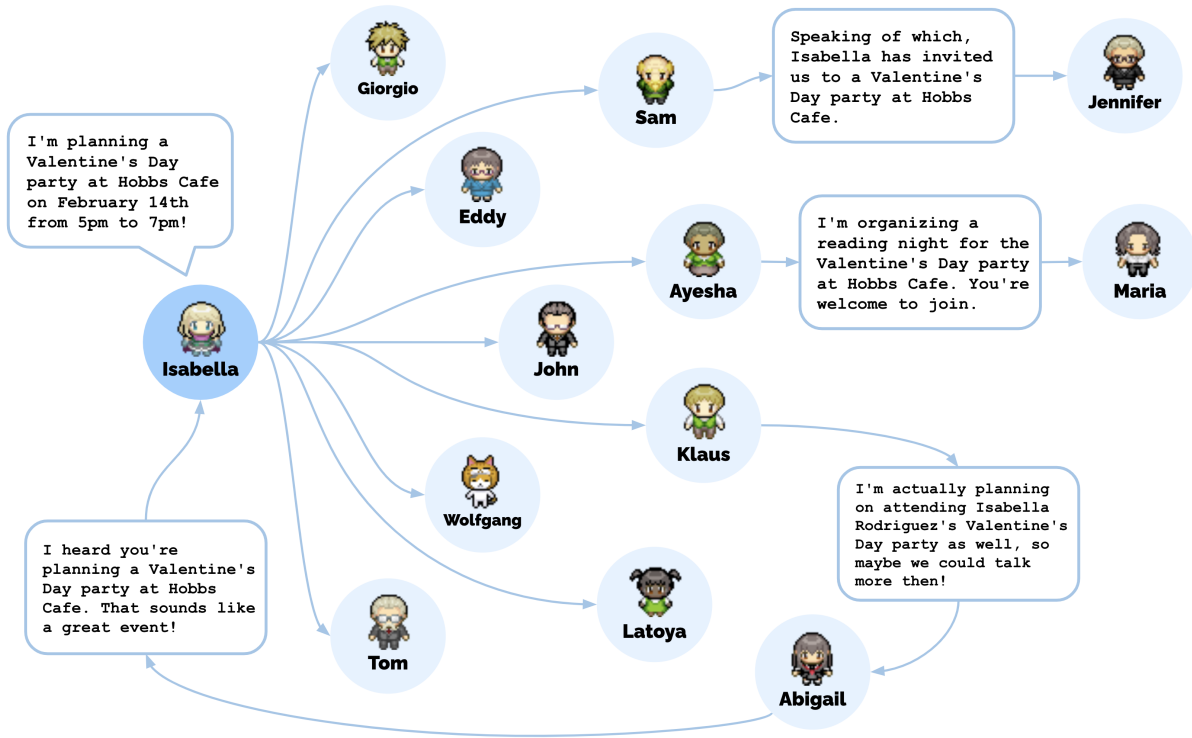 Giorgio
Sam
Speaking of which,
Isabella has invited
us to a Valentine's
Day party at Hobbs
Cafe.
Jennifer
I'm planning a
Valentine's Day
party at Hobbs Cafe
on February 14th
from 5pm to 7pm!
Eddy
Ayesha
I'm organizing a
reading night for the
Valentine's Day party
at Hobbs Cafe. You're
welcome to join.
Maria
Isabella
John
Klaus
Wolfgang
I'm actually planning
on attending Isabella
Rodriguez's Valentine's
Day party as well, so
maybe we could talk
more then!
I heard you're
planning a Valentine's
Day party at Hobbs
Cafe. That sounds like
a great event!
Tom
Latoya
Abigail